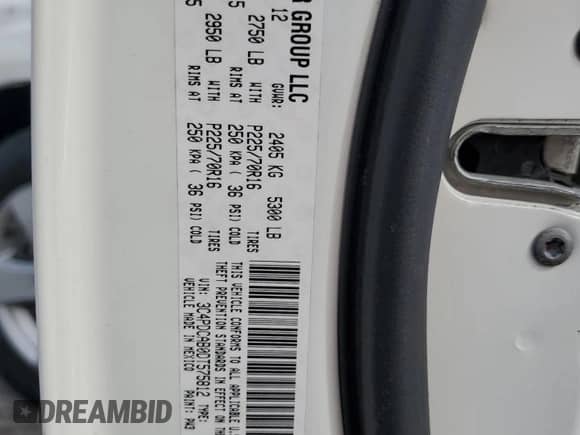 R GROUP LLC
12 GVWR: 2405 KG 5300 LB
5 2750 LB WITH P225/70R16 TIRES
RIMS AT 250 KPA ( 36 PSI) COLD
5 2950 LB WITH P225/70R16 TIRES
RIMS AT 250 KPA ( 36 PSI) COLD
THIS VEHICLE CONFORMS TO ALL APPLICABLE U.S.
THEFT PREVENTION STANDARDS IN EFFECT ON THE
VIN: 3C4PDCAB0DT575812 TYPE:
VEHICLE MADE IN MEXICO PAINT: PW3
DREAMBID